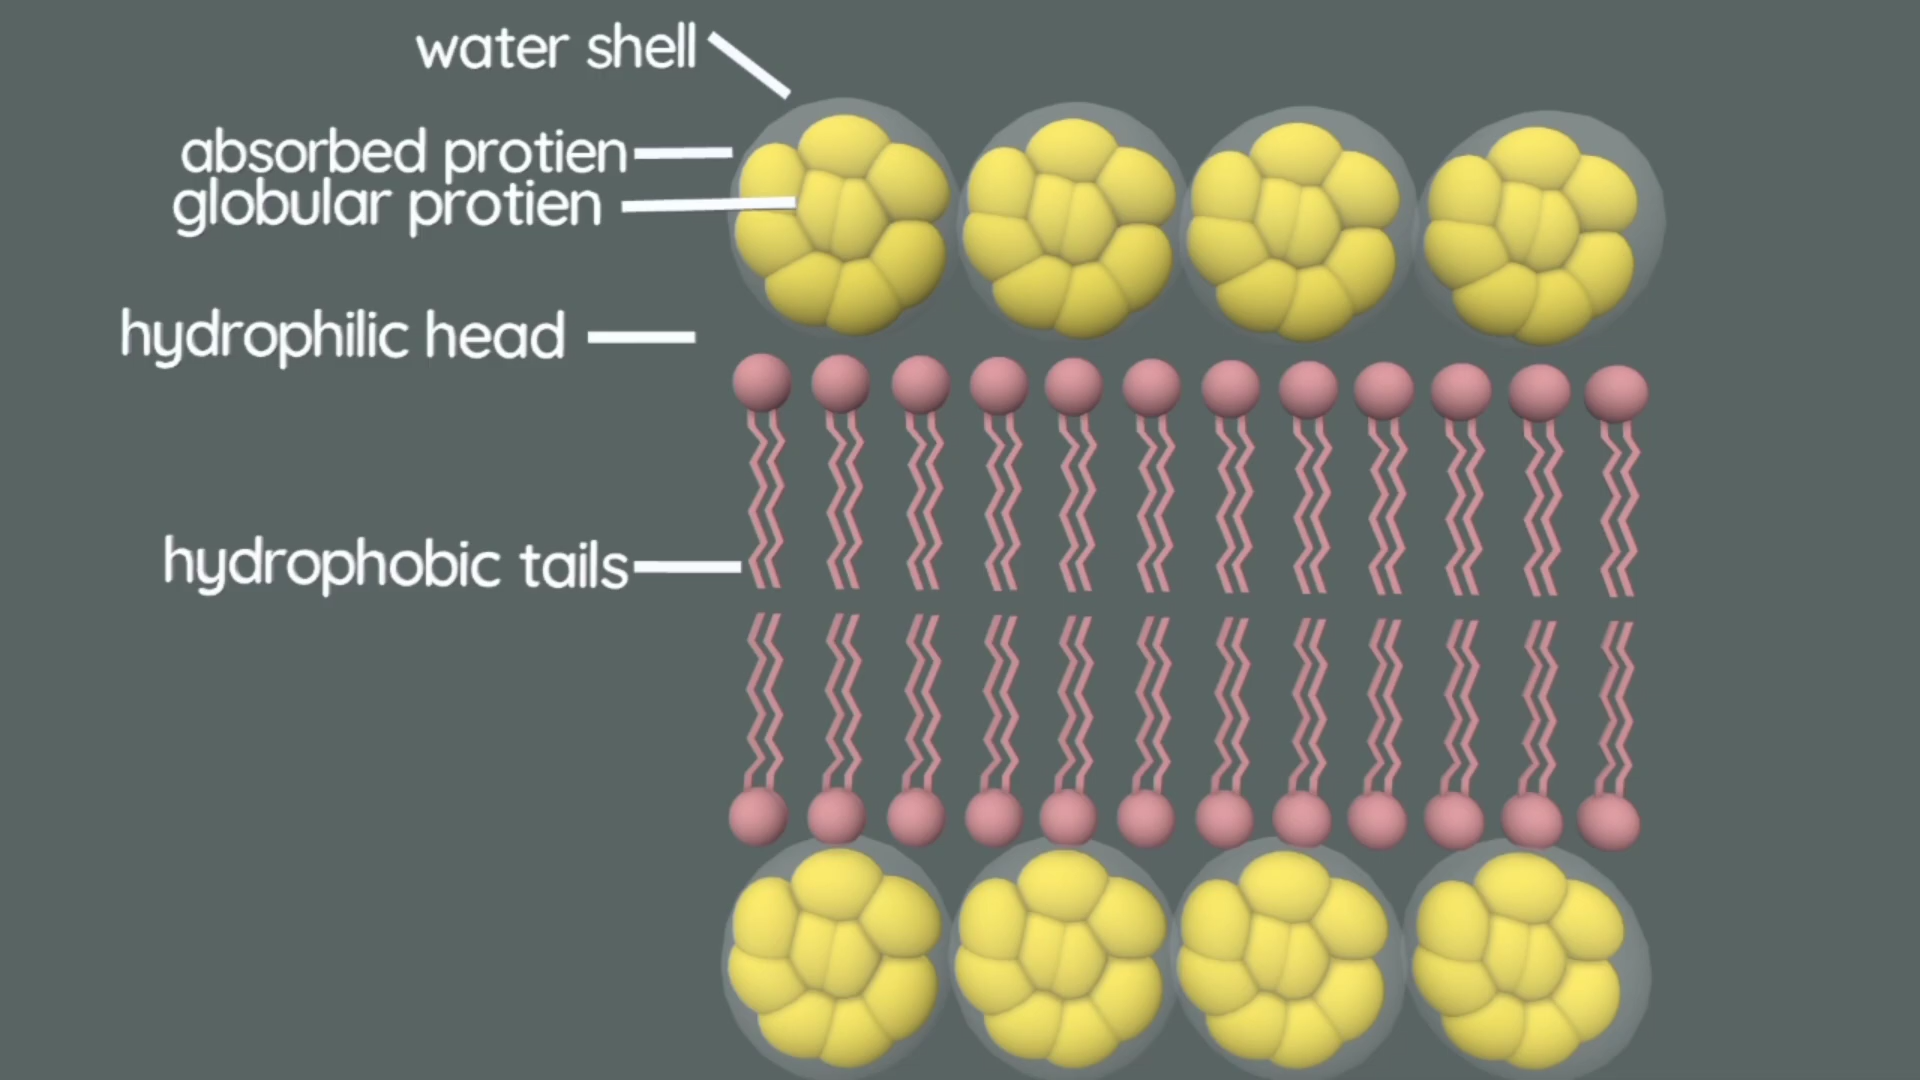 water shell
absorbed protien
globular protien
hydrophilic head
hydrophobic tails